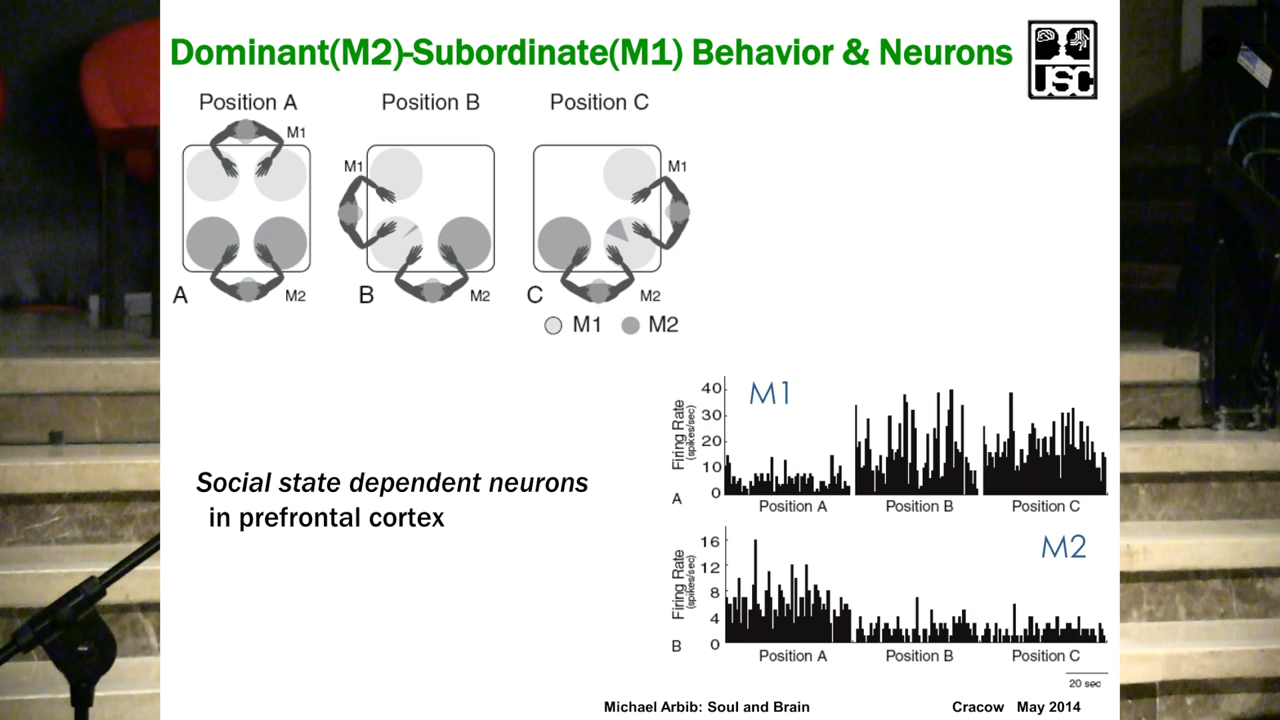 Dominant(M2)-Subordinate(M1) Behavior & Neurons
USC
Position A
Position B
Position C
M1
M1
M1
A
M2
B
M2
C
M2
M1
M2
Social state dependent neurons
in prefrontal cortex
M1
Firing Rate
(spikes/sec)
40
30
20
10
0
A
Position A
Position B
Position C
M2
Firing Rate
(spikes/sec)
16
12
8
4
0
B
Position A
Position B
Position C
20 sec
Michael Arbib: Soul and Brain
Cracow May 2014